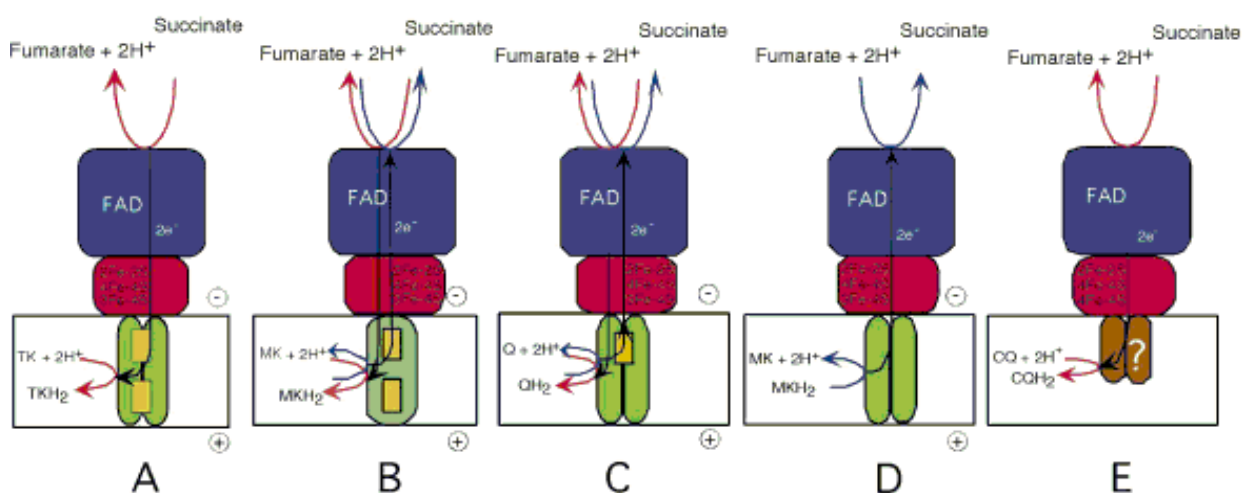 Succinate
Fumarate + 2H+
FAD
2e-
-
TK + 2H+
TKH2
+
A
Succinate
Fumarate + 2H+
FAD
2e-
-
MK + 2H+
MKH2
+
B
Succinate
Fumarate + 2H+
FAD
2e-
-
Q + 2H+
QH2
+
C
Succinate
Fumarate + 2H+
FAD
2e-
-
MK + 2H+
MKH2
+
D
Succinate
Fumarate + 2H+
FAD
2e-
CQ + 2H+
CQH2
?
E